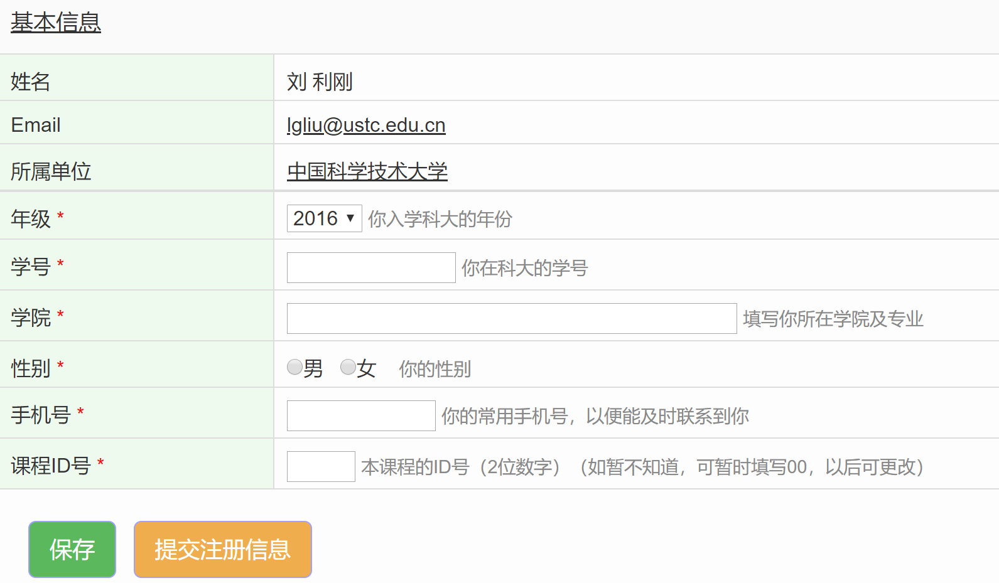 基本信息
姓名 刘 利刚
Email lgliu@ustc.edu.cn
所属单位 中国科学技术大学
年级 * 2016 ▼ 你入学科大的年份
学号 * 你在科大的学号
学院 * 填写你所在学院及专业
性别 * 男 女 你的性别
手机号 * 你的常用手机号，以便能及时联系到你
课程ID号 * 本课程的ID号（2位数字）（如暂不知道，可暂时填写00，以后可更改）
保存 提交注册信息